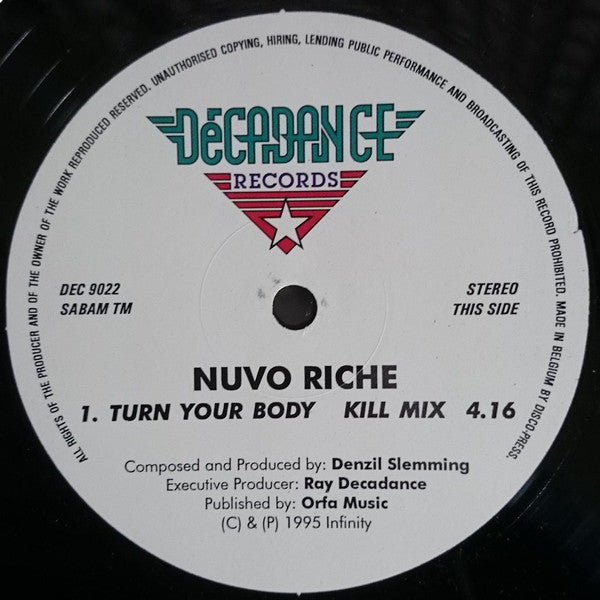 ALL RIGHTS OF THE PRODUCER AND OF THE OWNER OF THE WORK REPRODUCED RESERVED. UNAUTHORISED COPYING, HIRING, LENDING PUBLIC PERFORMANCE AND BROADCASTING OF THIS RECORD PROHIBITED. MADE IN BELGIUM BY DISCO-PRESS.
DéCADANCE
RECORDS
DEC 9022
SABAM TM
STEREO
THIS SIDE
NUVO RICHE
1. TURN YOUR BODY KILL MIX 4.16
Composed and Produced by: Denzil Slemming
Executive Producer: Ray Decadance
Published by: Orfa Music
(C) & (P) 1995 Infinity